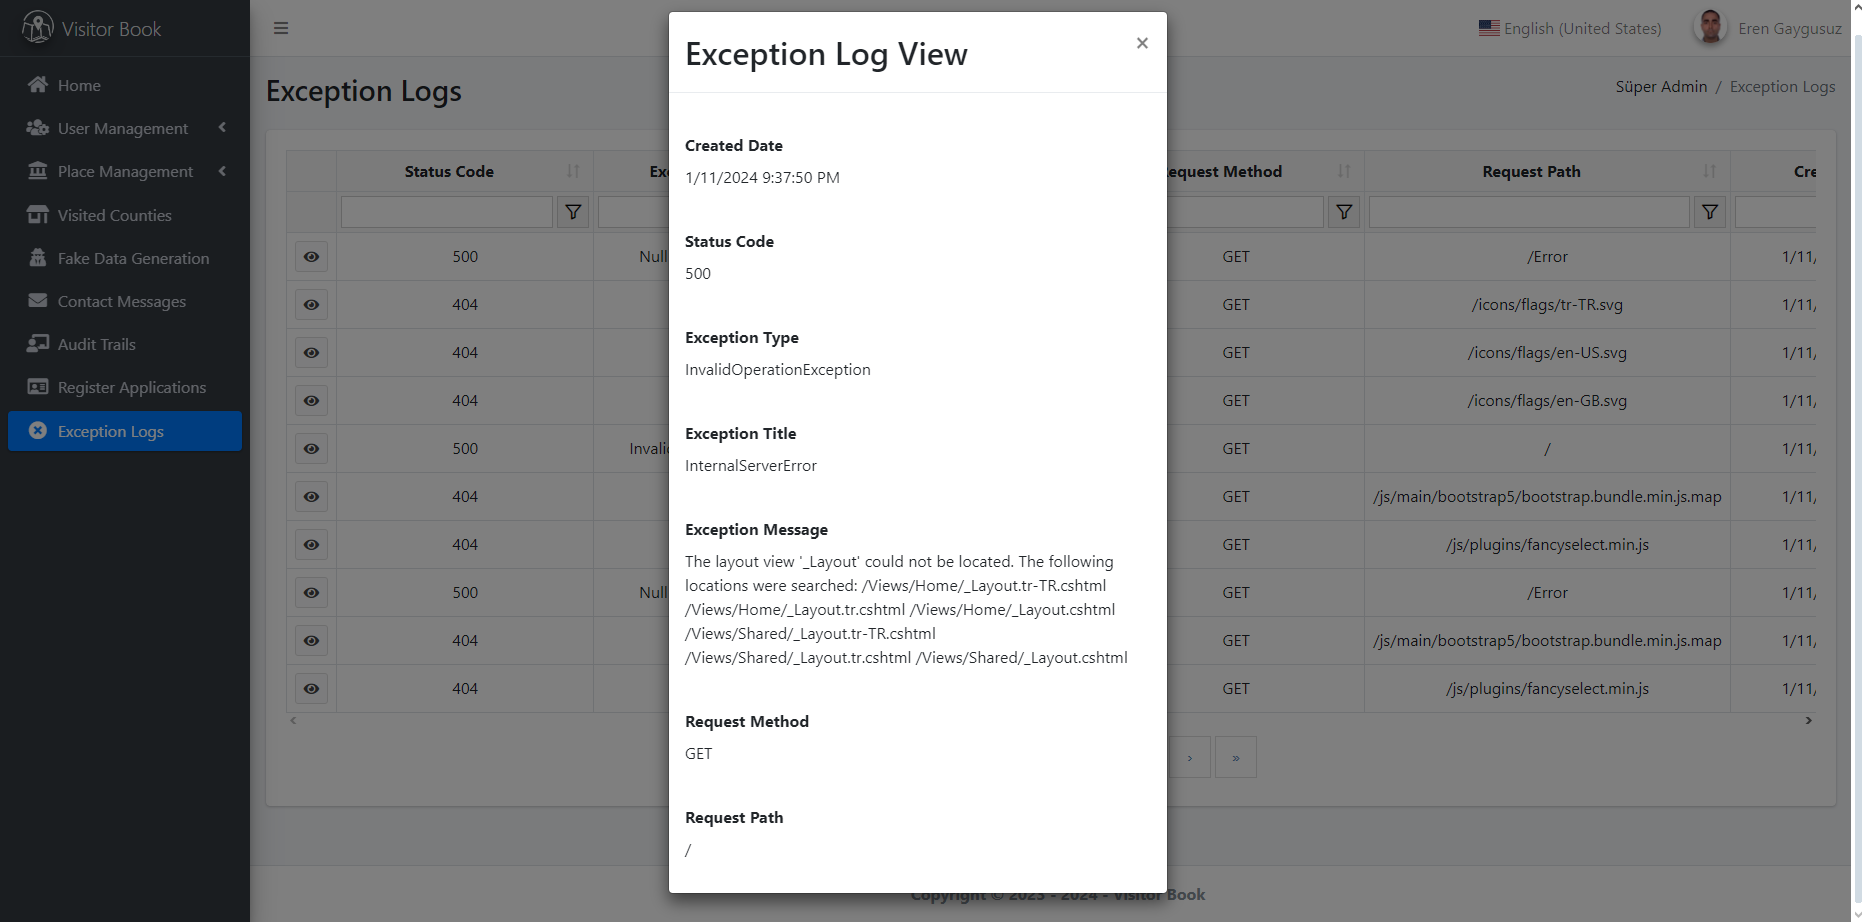 Visitor Book
English (United States)
Eren Gaygusuz
Home
User Management
Place Management
Visited Counties
Fake Data Generation
Contact Messages
Audit Trails
Register Applications
Exception Logs
Exception Logs
Süper Admin / Exception Logs
Status Code
Exc
equest Method
Request Path
Cre
500
Null
GET
/Error
1/11/
404
GET
/icons/flags/tr-TR.svg
1/11/
404
GET
/icons/flags/en-US.svg
1/11/
404
GET
/icons/flags/en-GB.svg
1/11/
500
Invalid
GET
/
1/11/
404
GET
/js/main/bootstrap5/bootstrap.bundle.min.js.map
1/11/
404
GET
/js/plugins/fancyselect.min.js
1/11/
500
Null
GET
/Error
1/11/
404
GET
/js/main/bootstrap5/bootstrap.bundle.min.js.map
1/11/
404
GET
/js/plugins/fancyselect.min.js
1/11/
›
»
Copyright © 2023 - 2024 - Visitor Book
Exception Log View
×
Created Date
1/11/2024 9:37:50 PM
Status Code
500
Exception Type
InvalidOperationException
Exception Title
InternalServerError
Exception Message
The layout view '_Layout' could not be located. The following
locations were searched: /Views/Home/_Layout.tr-TR.cshtml
/Views/Home/_Layout.tr.cshtml /Views/Home/_Layout.cshtml
/Views/Shared/_Layout.tr-TR.cshtml
/Views/Shared/_Layout.tr.cshtml /Views/Shared/_Layout.cshtml
Request Method
GET
Request Path
/